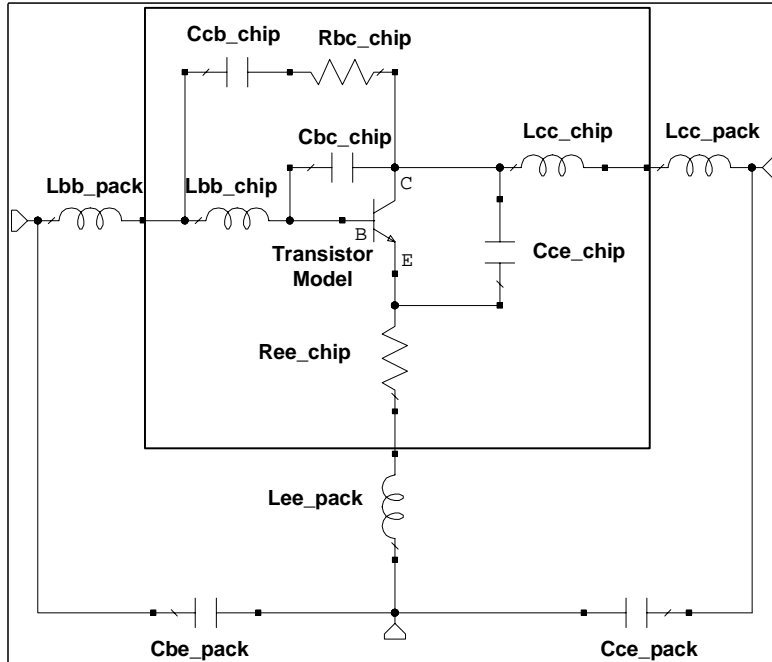 Ccb_chip
Rbc_chip
Cbc_chip
Lcc_chip
Lcc_pack
Lbb_pack
Lbb_chip
C
B
Transistor
Model
E
Cce_chip
Ree_chip
Lee_pack
Cbe_pack
Cce_pack